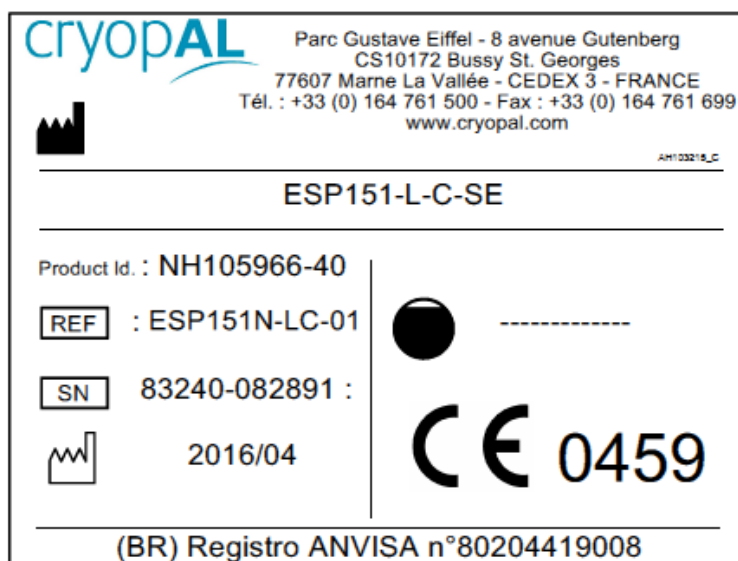 cryopAL
Parc Gustave Eiffel - 8 avenue Gutenberg
CS10172 Bussy St. Georges
77607 Marne La Vallée - CEDEX 3 - FRANCE
Tél. : +33 (0) 164 761 500 - Fax : +33 (0) 164 761 699
www.cryopal.com
AH103215_C
ESP151-L-C-SE
Product Id. : NH105966-40
REF : ESP151N-LC-01
-------------
SN 83240-082891 :
2016/04
CE 0459
(BR) Registro ANVISA n°80204419008